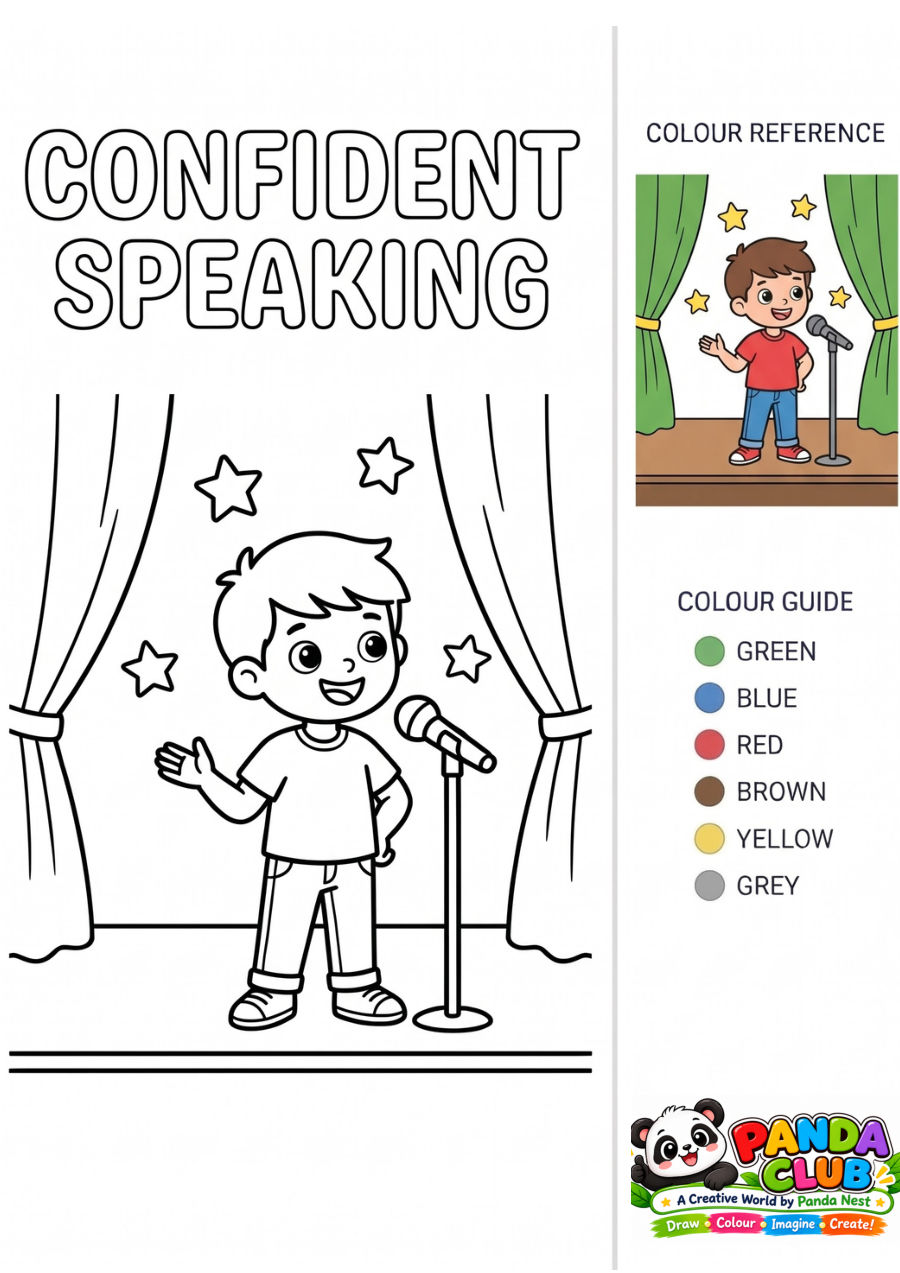 CONFIDENT
SPEAKING
COLOUR REFERENCE
COLOUR GUIDE
GREEN
BLUE
RED
BROWN
YELLOW
GREY
PANDA
CLUB
A Creative World by Panda Nest
Draw • Colour • Imagine • Create!